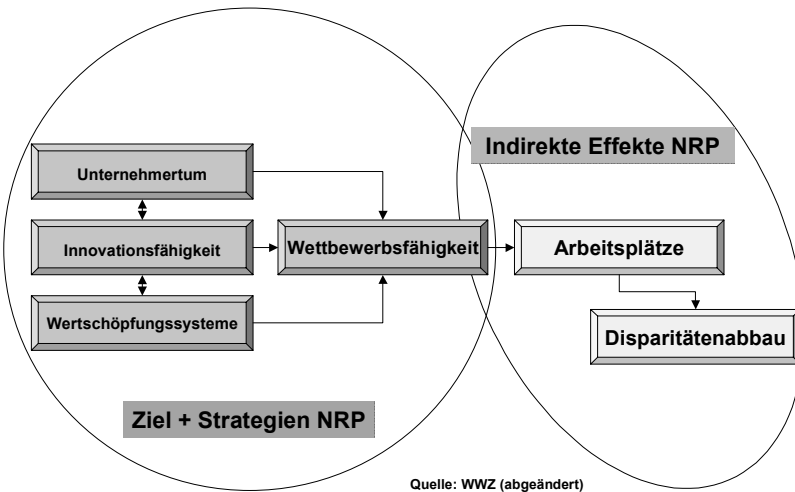 Indirekte Effekte NRP
Unternehmertum
Innovationsfähigkeit
Wettbewerbsfähigkeit
Arbeitsplätze
Wertschöpfungssysteme
Disparitätenabbau
Ziel + Strategien NRP
Quelle: WWZ (abgeändert)